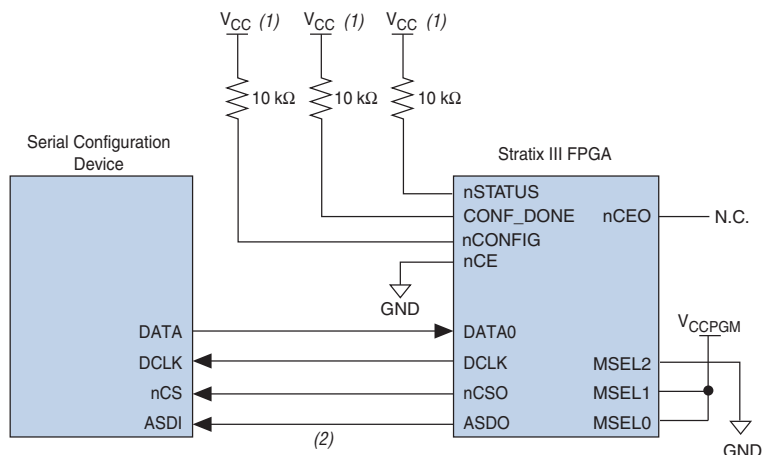 VCC (1) VCC (1) VCC (1)
10 kΩ 10 kΩ 10 kΩ
Serial Configuration
Device
Stratix III FPGA
nSTATUS
CONF_DONE nCEO N.C.
nCONFIG
nCE
GND
VCCPGM
DATA DATA0
DCLK DCLK MSEL2
nCS nCSO MSEL1
ASDI ASDO MSEL0
(2)
GND